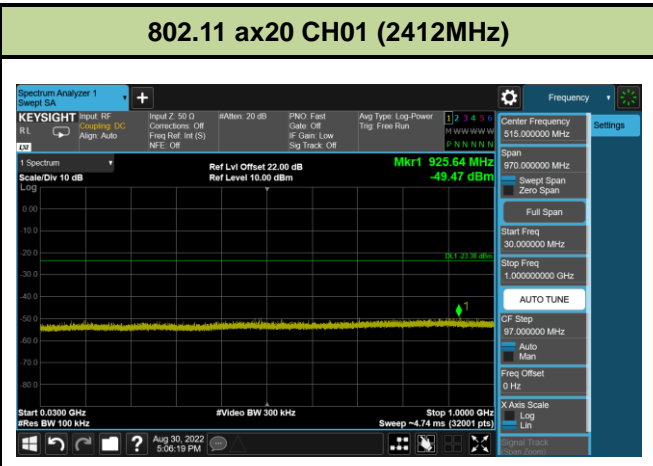 802.11 ax20 CH01 (2412MHz)
Spectrum Analyzer 1
Swept SA
Frequency
KEYSIGHT
RL
Input: RF
Coupling: DC
Align: Auto
Input Z: 50 Ω
Corrections: Off
Freq Ref: Int (S)
NFE: Off
#Atten: 20 dB
PNO: Fast
Gate: Off
IF Gain: Low
Sig Track: Off
Avg Type: Log-Power
Trig: Free Run
1 2 3 4 5 6
M W W W W W
P N N N N N
1 Spectrum
Scale/Div 10 dB
Log
Ref Lvl Offset 22.00 dB
Ref Level 10.00 dBm
Mkr1 925.64 MHz
-49.47 dBm
0.00
-10.0
-20.0
-30.0
-40.0
-50.0
-60.0
-70.0
-80.0
1
Start 0.0300 GHz
#Res BW 100 kHz
#Video BW 300 kHz
Stop 1.0000 GHz
Sweep ~4.74 ms (32001 pts)
Aug 30, 2022
5:06:19 PM
Center Frequency
515.000000 MHz
Settings
Span
970.000000 MHz
Swept Span
Zero Span
Full Span
Start Freq
30.000000 MHz
Stop Freq
1.000000000 GHz
AUTO TUNE
CF Step
97.000000 MHz
Auto
Man
Freq Offset
0 Hz
X Axis Scale
Log
Lin
Signal Track
(Span Zoom)